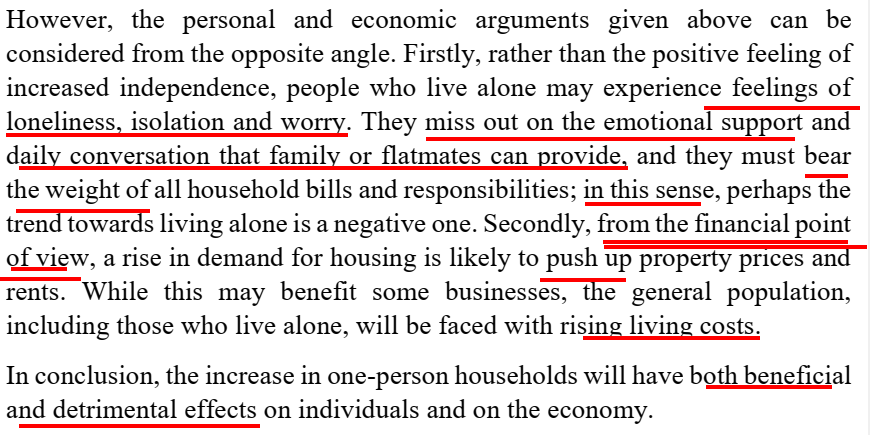 However, the personal and economic arguments given above can be
considered from the opposite angle. Firstly, rather than the positive feeling of
increased independence, people who live alone may experience feelings of
loneliness, isolation and worry. They miss out on the emotional support and
daily conversation that family or flatmates can provide, and they must bear
the weight of all household bills and responsibilities; in this sense, perhaps the
trend towards living alone is a negative one. Secondly, from the financial point
of view, a rise in demand for housing is likely to push up property prices and
rents. While this may benefit some businesses, the general population,
including those who live alone, will be faced with rising living costs.
In conclusion, the increase in one-person households will have both beneficial
and detrimental effects on individuals and on the economy.